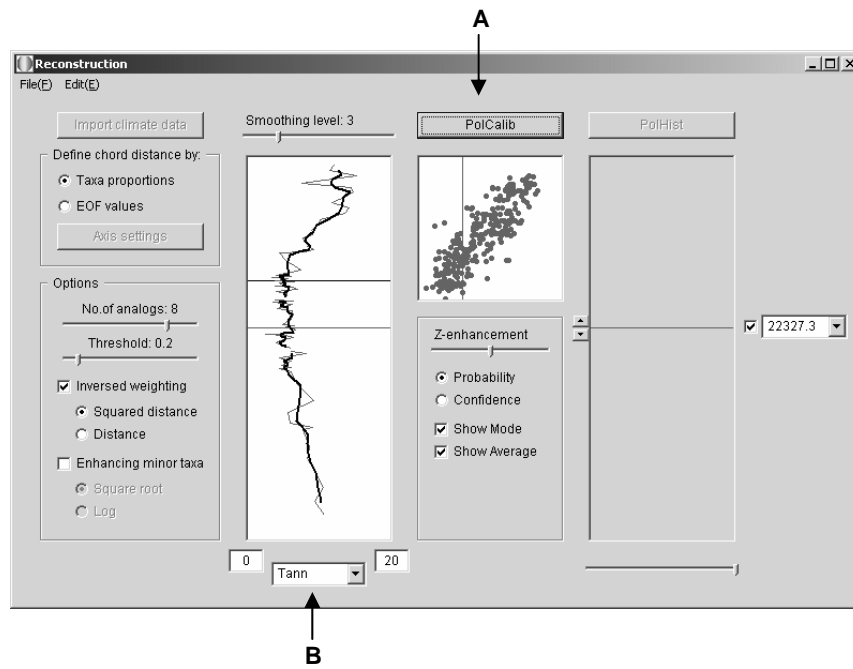 A
Reconstruction
File(F) Edit(E)
Import climate data
Smoothing level: 3
PolCalib
PolHist
Define chord distance by:
Taxa proportions
EOF values
Axis settings
Options
No.of analogs: 8
Threshold: 0.2
Inversed weighting
Squared distance
Distance
Enhancing minor taxa
Square root
Log
Z-enhancement
Probability
Confidence
Show Mode
Show Average
22327.3
0
Tann
20
B